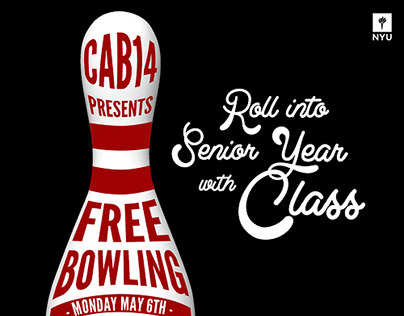 CAB14
PRESENTS
FREE
BOWLING
- MONDAY MAY 6TH -
Roll into
Senior Year
with Class
NYU